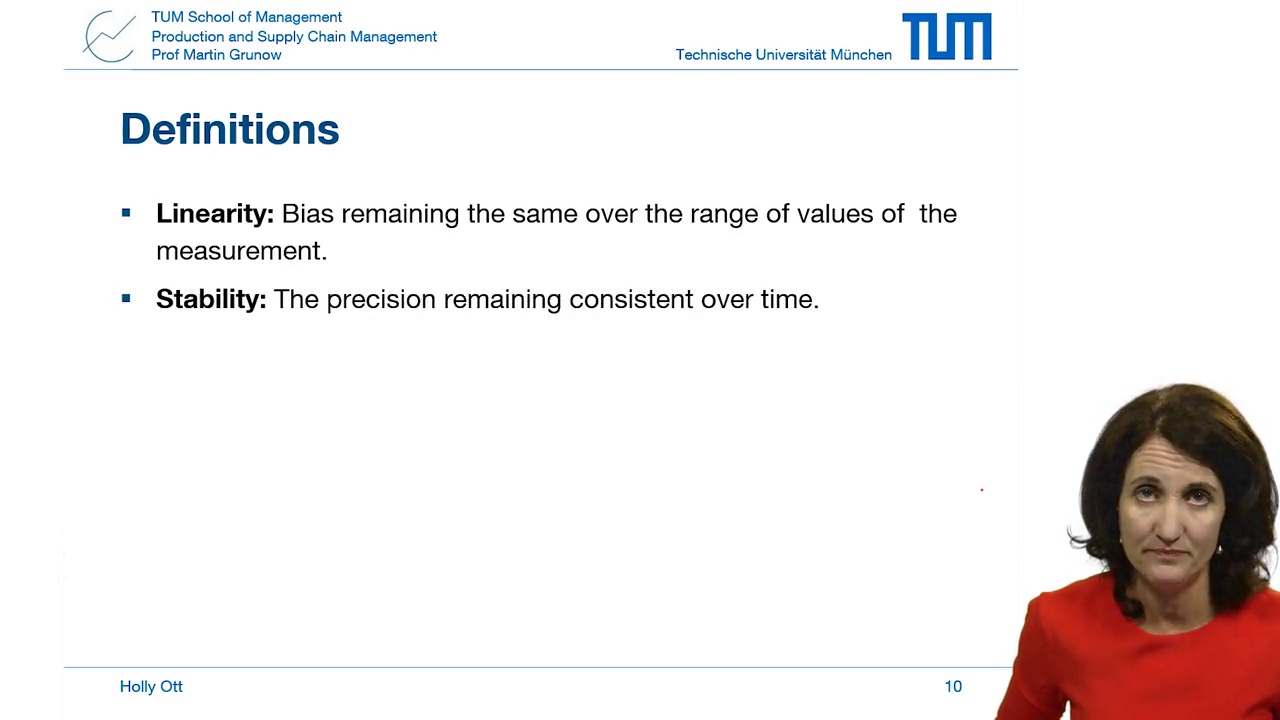 TUM School of Management
Production and Supply Chain Management
Prof Martin Grunow
Technische Universität München
TUM
Definitions
Linearity: Bias remaining the same over the range of values of the
measurement.
Stability: The precision remaining consistent over time.
Holly Ott
10